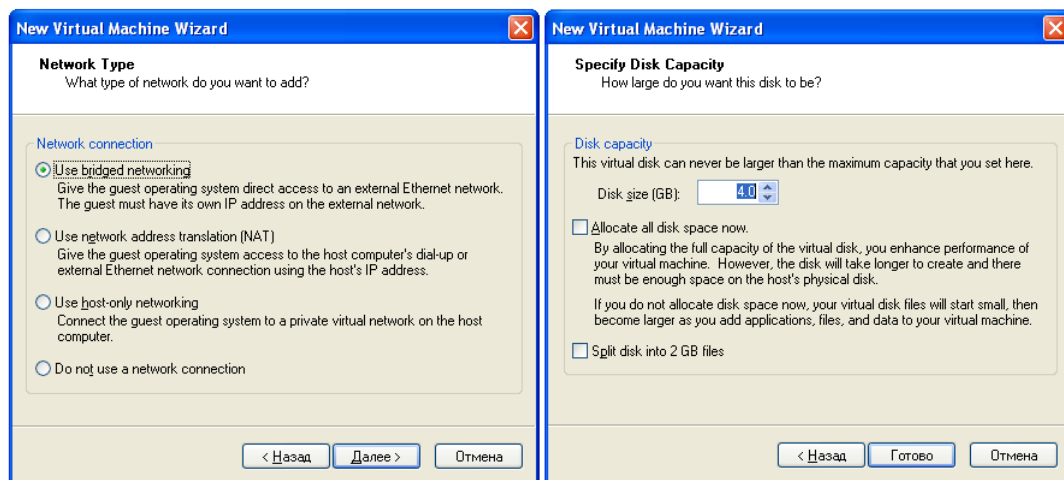 New Virtual Machine Wizard
Network Type
What type of network do you want to add?
Network connection
Use bridged networking
Give the guest operating system direct access to an external Ethernet network.
The guest must have its own IP address on the external network.
Use network address translation (NAT)
Give the guest operating system access to the host computer's dial-up or
external Ethernet network connection using the host's IP address.
Use host-only networking
Connect the guest operating system to a private virtual network on the host
computer.
Do not use a network connection
< Назад
Далее >
Отмена
New Virtual Machine Wizard
Specify Disk Capacity
How large do you want this disk to be?
Disk capacity
This virtual disk can never be larger than the maximum capacity that you set here.
Disk size (GB): 4.0
Allocate all disk space now.
By allocating the full capacity of the virtual disk, you enhance performance of
your virtual machine. However, the disk will take longer to create and there
must be enough space on the host's physical disk.
If you do not allocate disk space now, your virtual disk files will start small, then
become larger as you add applications, files, and data to your virtual machine.
Split disk into 2 GB files
< Назад
Готово
Отмена